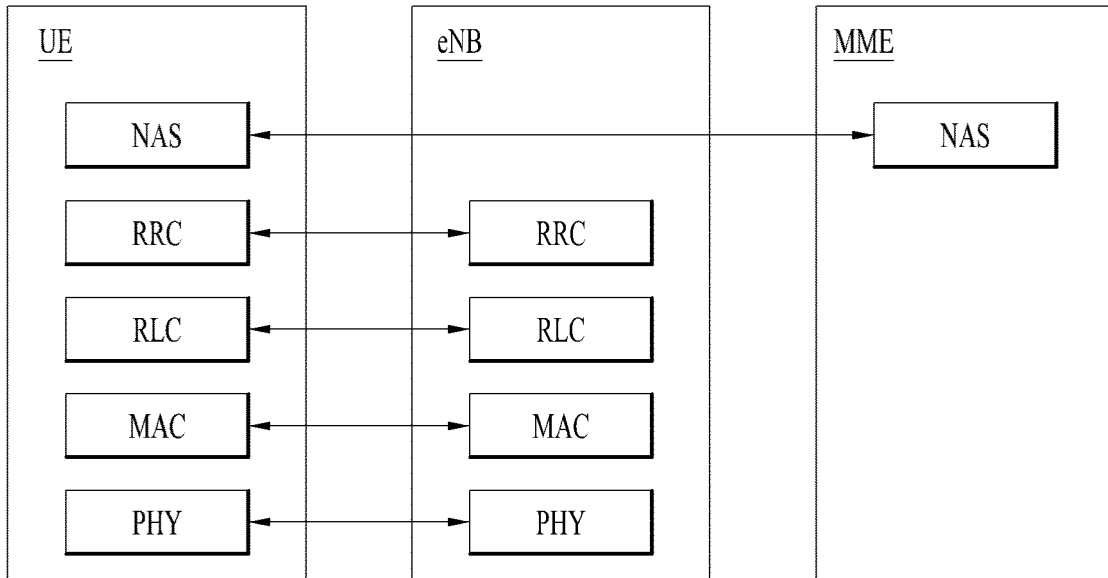 UE eNB MME
NAS NAS
RRC RRC
RLC RLC
MAC MAC
PHY PHY